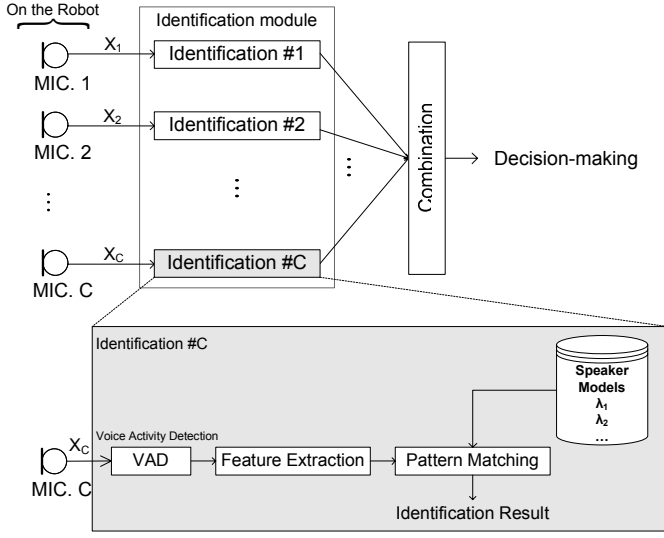 On the Robot
Identification module
X1
Identification #1
MIC. 1
X2
Identification #2
MIC. 2
...
...
...
XC
Identification #C
MIC. C
Combination
Decision-making
Identification #C
Speaker
Models
λ1
λ2
...
Voice Activity Detection
XC
VAD
Feature Extraction
Pattern Matching
MIC. C
Identification Result